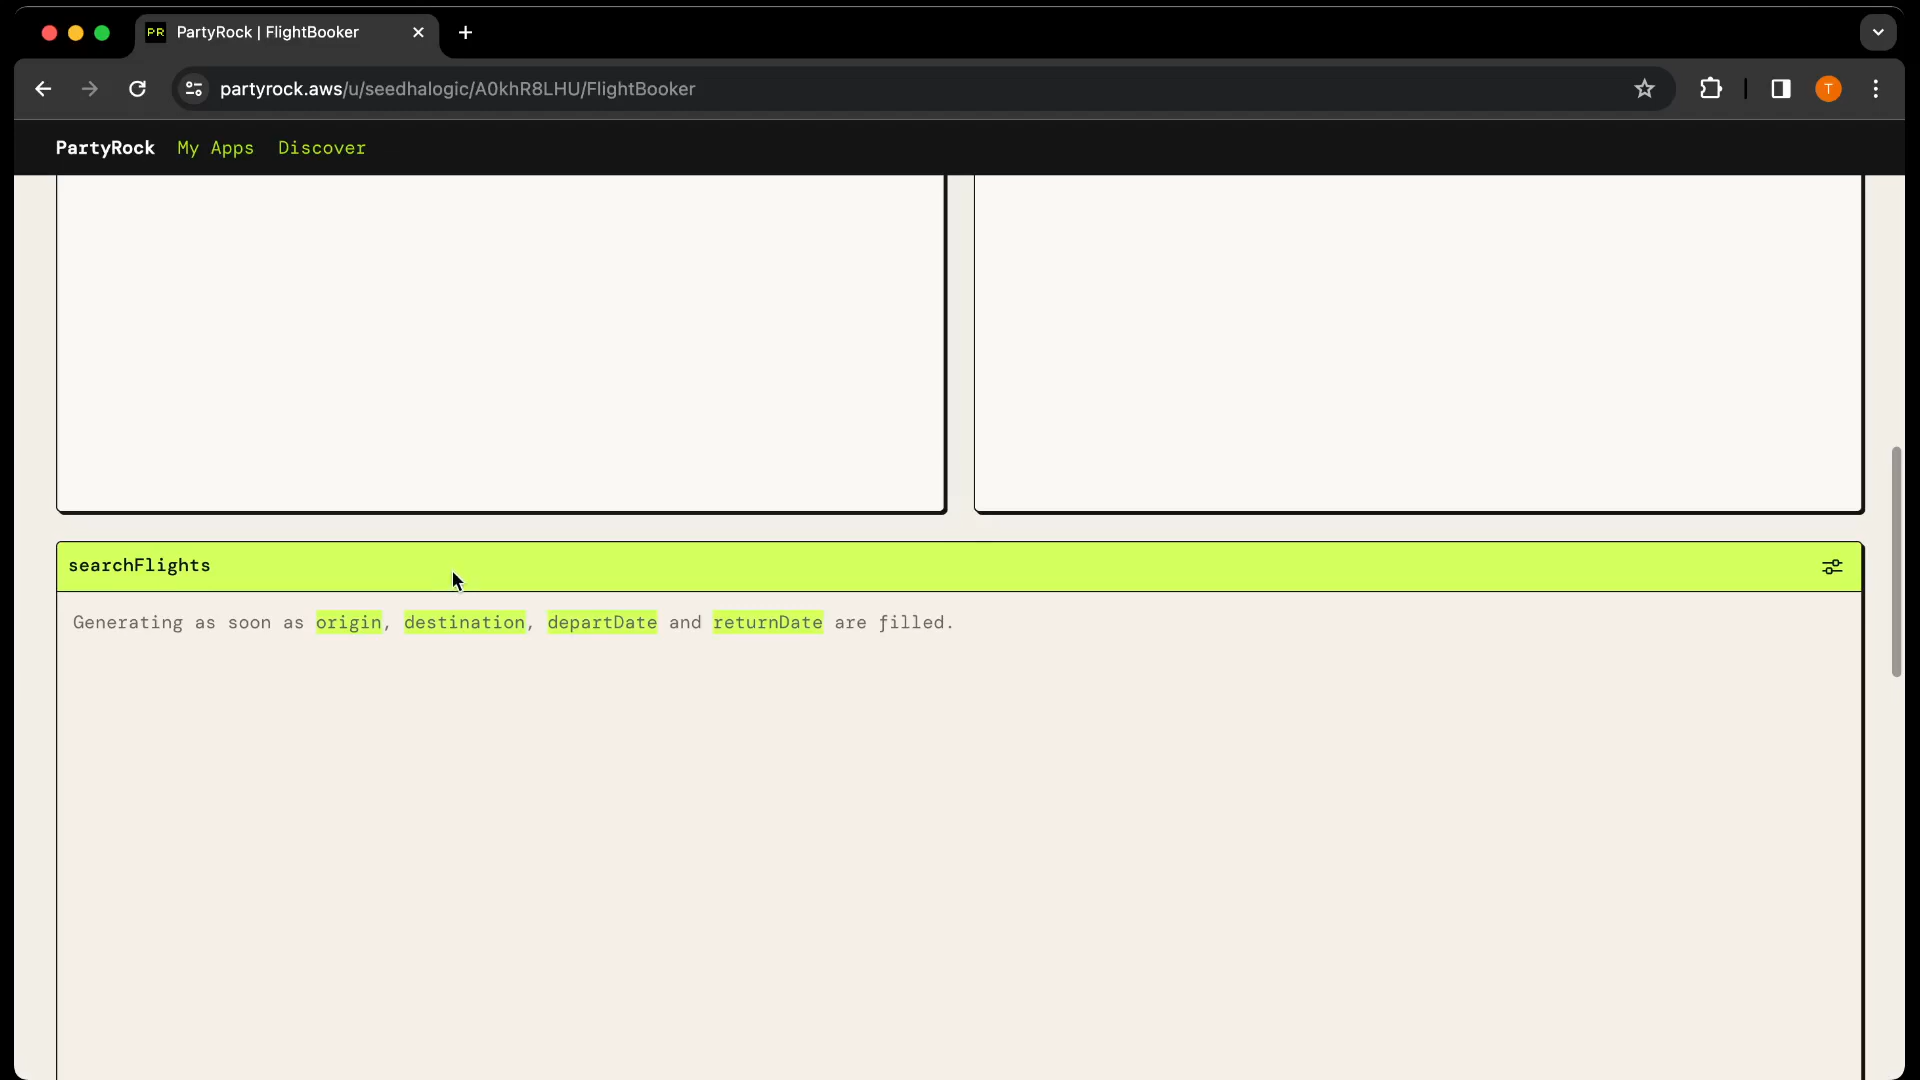 PR PartyRock | FlightBooker
partyrock.aws/u/seedhalogic/A0khR8LHU/FlightBooker
T
PartyRock My Apps Discover
searchFlights
Generating as soon as origin, destination, departDate and returnDate are filled.